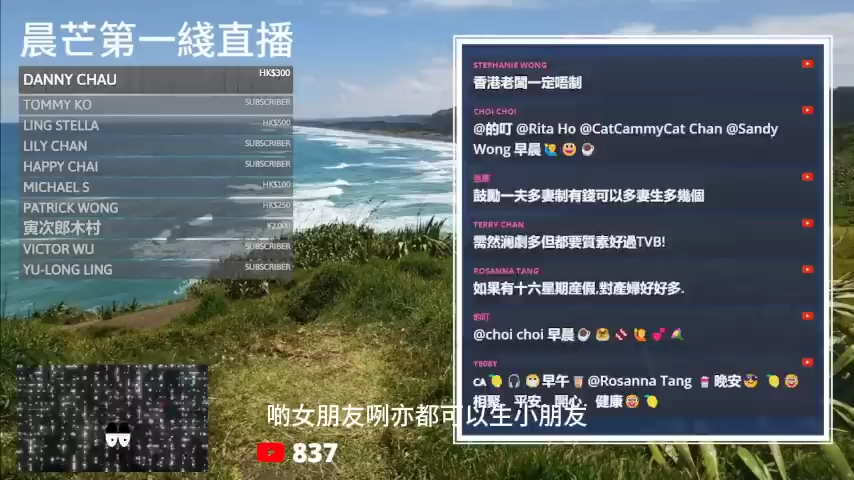 晨芒第一綫直播
DANNY CHAU HK$300
TOMMY KO SUBSCRIBER
LING STELLA HK$500
LILY CHAN SUBSCRIBER
HAPPY CHAI SUBSCRIBER
MICHAEL S HK$100
PATRICK WONG HK$250
寅次郎木村 ¥2,000
VICTOR WU SUBSCRIBER
YU-LONG LING SUBSCRIBER
STEPHANIE WONG
香港老闆一定唔制
CHOI CHOI
@的叮 @Rita Ho @CatCammyCat Chan @Sandy
Wong 早晨🙋😃☕
鼓勵一夫多妻制有錢可以多妻生多幾個
TERRY CHAN
需然澜劇多但都要質素好過TVB!
ROSANNA TANG
如果有十六星期産假,對產婦好好多.
的叮
@choi choi 早晨
YBOBY
早午 @Rosanna Tang 晚安
相聚、平安、開心、健康
啲女朋友咧亦都可以生小朋友
837